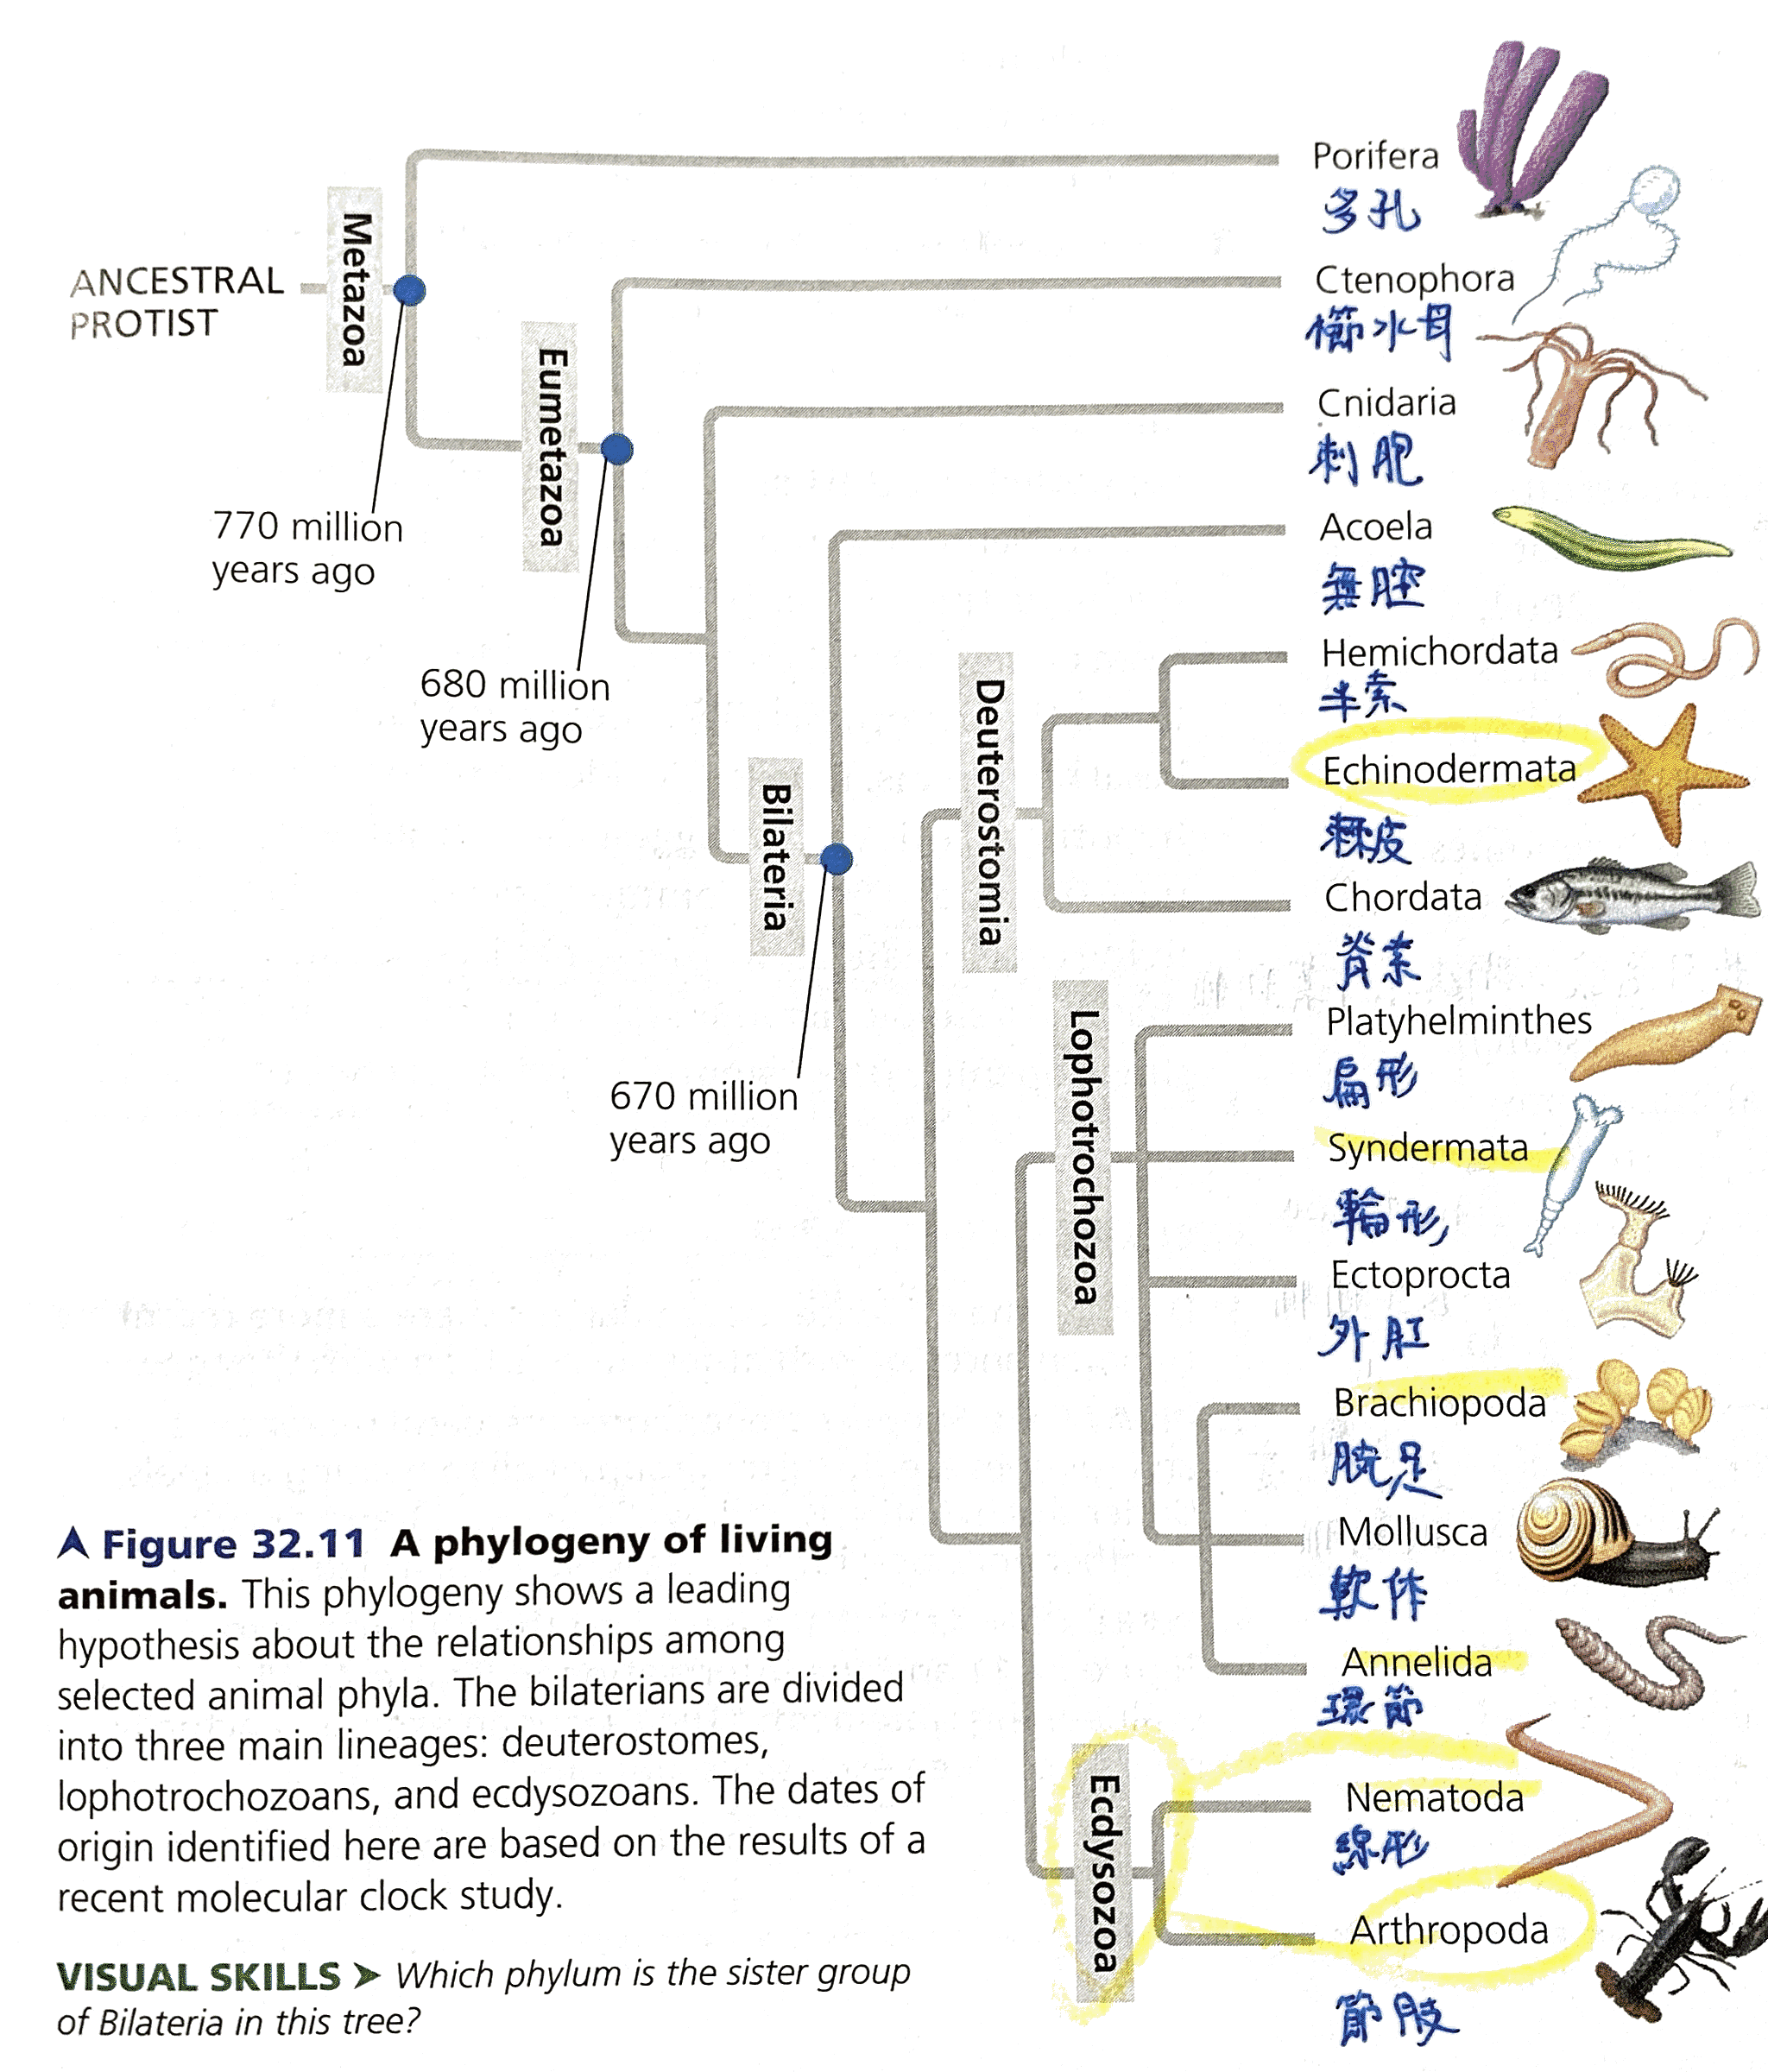 Porifera
多孔
Ctenophora
櫛水母
Cnidaria
刺胞
Acoela
無腔
Hemichordata
半索
Echinodermata
棘皮
Chordata
脊索
Platyhelminthes
扁形
Syndermata
輪形
Ectoprocta
外肛
Brachiopoda
腕足
Mollusca
軟体
Annelida
環節
Nematoda
線形
Arthropoda
節肢
ANCESTRAL
PROTIST
Metazoa
Eumetazoa
Bilateria
Deuterostomia
Lophotrochozoa
Ecdysozoa
770 million
years ago
680 million
years ago
670 million
years ago
Figure 32.11 A phylogeny of living
animals. This phylogeny shows a leading
hypothesis about the relationships among
selected animal phyla. The bilaterians are divided
into three main lineages: deuterostomes,
lophotrochozoans, and ecdysozoans. The dates of
origin identified here are based on the results of a
recent molecular clock study.
VISUAL SKILLS ➤ Which phylum is the sister group
of Bilateria in this tree?